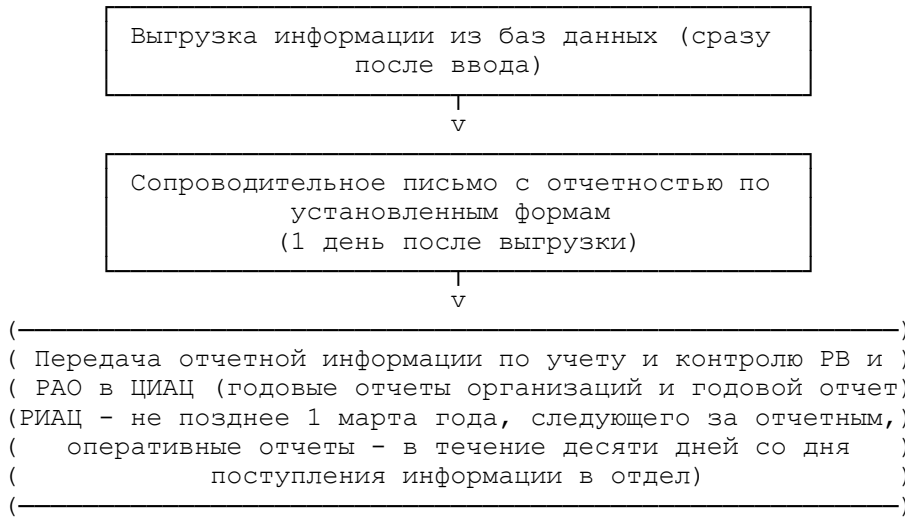 Выгрузка информации из баз данных (сразу
после ввода)
v
Сопроводительное письмо с отчетностью по
установленным формам
(1 день после выгрузки)
v
( Передача отчетной информации по учету и контролю РВ и )
( РАО в ЦИАЦ (годовые отчеты организаций и годовой отчет)
(РИАЦ - не позднее 1 марта года, следующего за отчетным,)
( оперативные отчеты - в течение десяти дней со дня )
( поступления информации в отдел) )